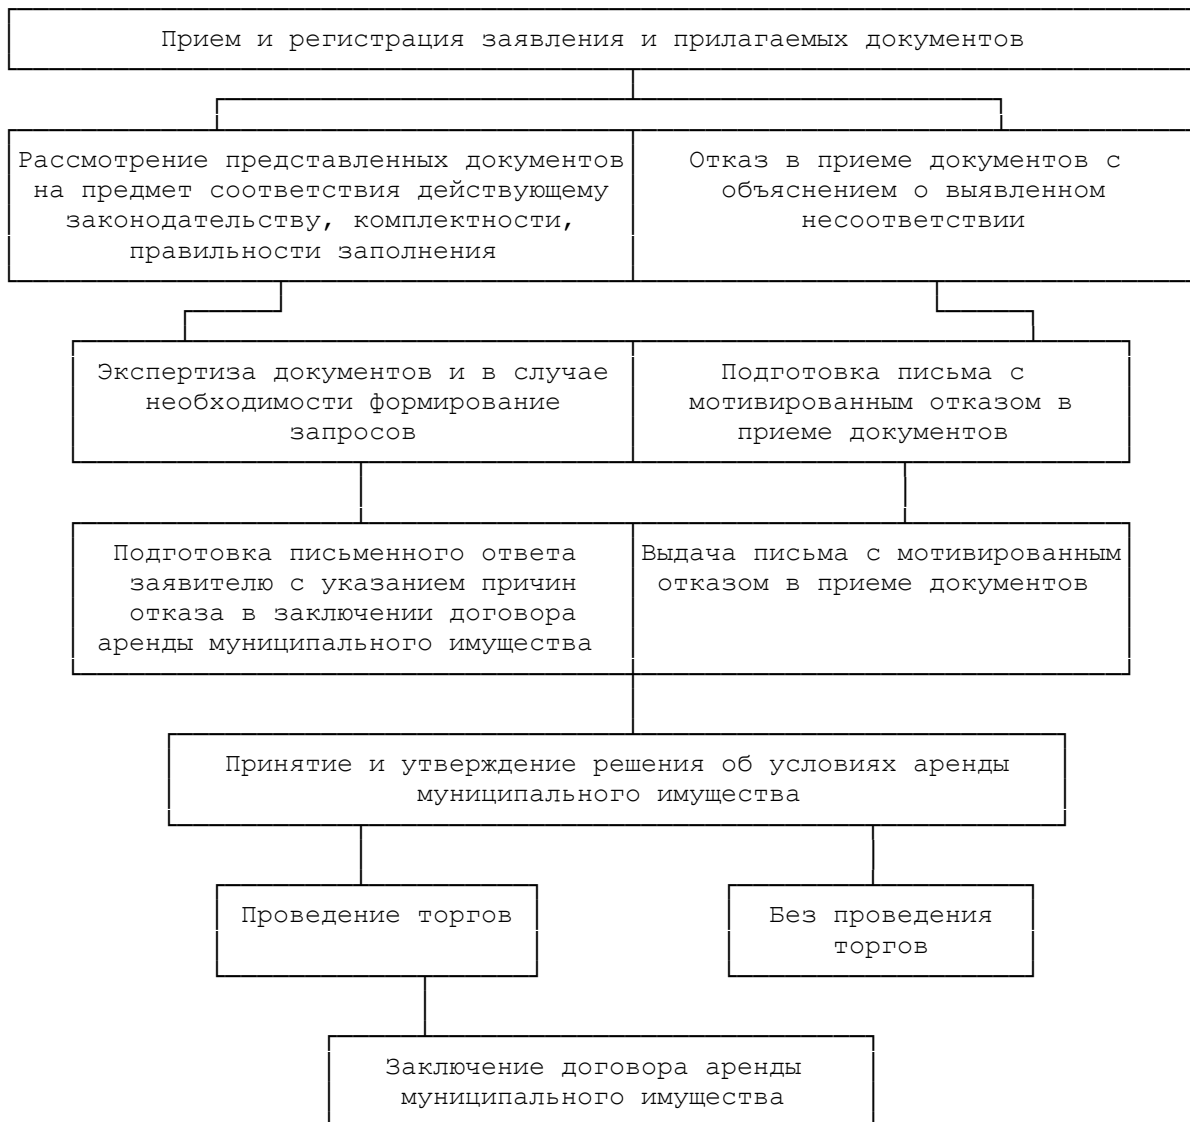 Прием и регистрация заявления и прилагаемых документов
Рассмотрение представленных документов
на предмет соответствия действующему
законодательству, комплектности,
правильности заполнения
Отказ в приеме документов с
объяснением о выявленном
несоответствии
Экспертиза документов и в случае
необходимости формирование
запросов
Подготовка письма с
мотивированным отказом в
приеме документов
Подготовка письменного ответа
заявителю с указанием причин
отказа в заключении договора
аренды муниципального имущества
Выдача письма с мотивированным
отказом в приеме документов
Принятие и утверждение решения об условиях аренды
муниципального имущества
Проведение торгов
Без проведения
торгов
Заключение договора аренды
муниципального имущества